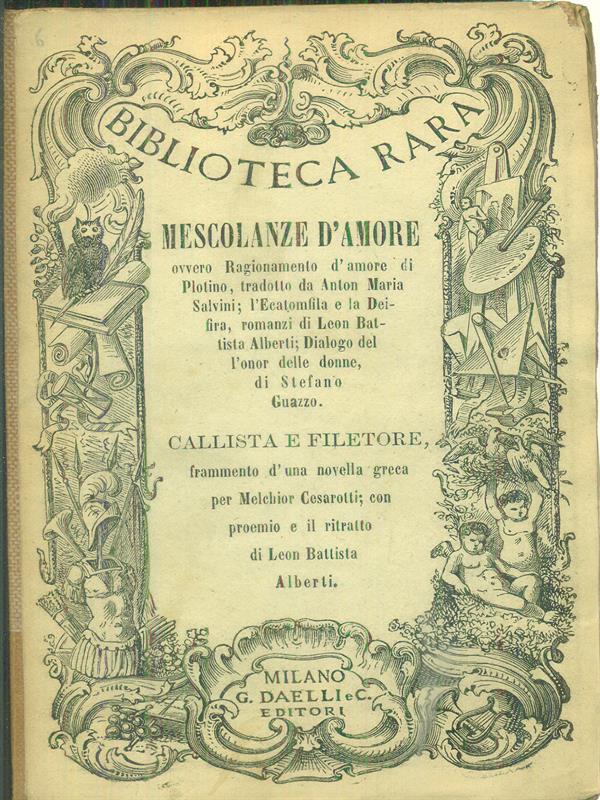 6
BIBLIOTECA RARA
MESCOLANZE D'AMORE
ovvero Ragionamento d'amore di
Plotino, tradotto da Anton Maria
Salvini; l'Ecatomfila e la Dei-
fira, romanzi di Leon Bat-
tista Alberti; Dialogo del
l'onor delle donne,
di Stefano
Guazzo.
CALLISTA E FILETORE,
frammento d'una novella greca
per Melchior Cesarotti; con
proemio e il ritratto
di Leon Battista
Alberti.
MILANO
G. DAELLI e C.
EDITORI